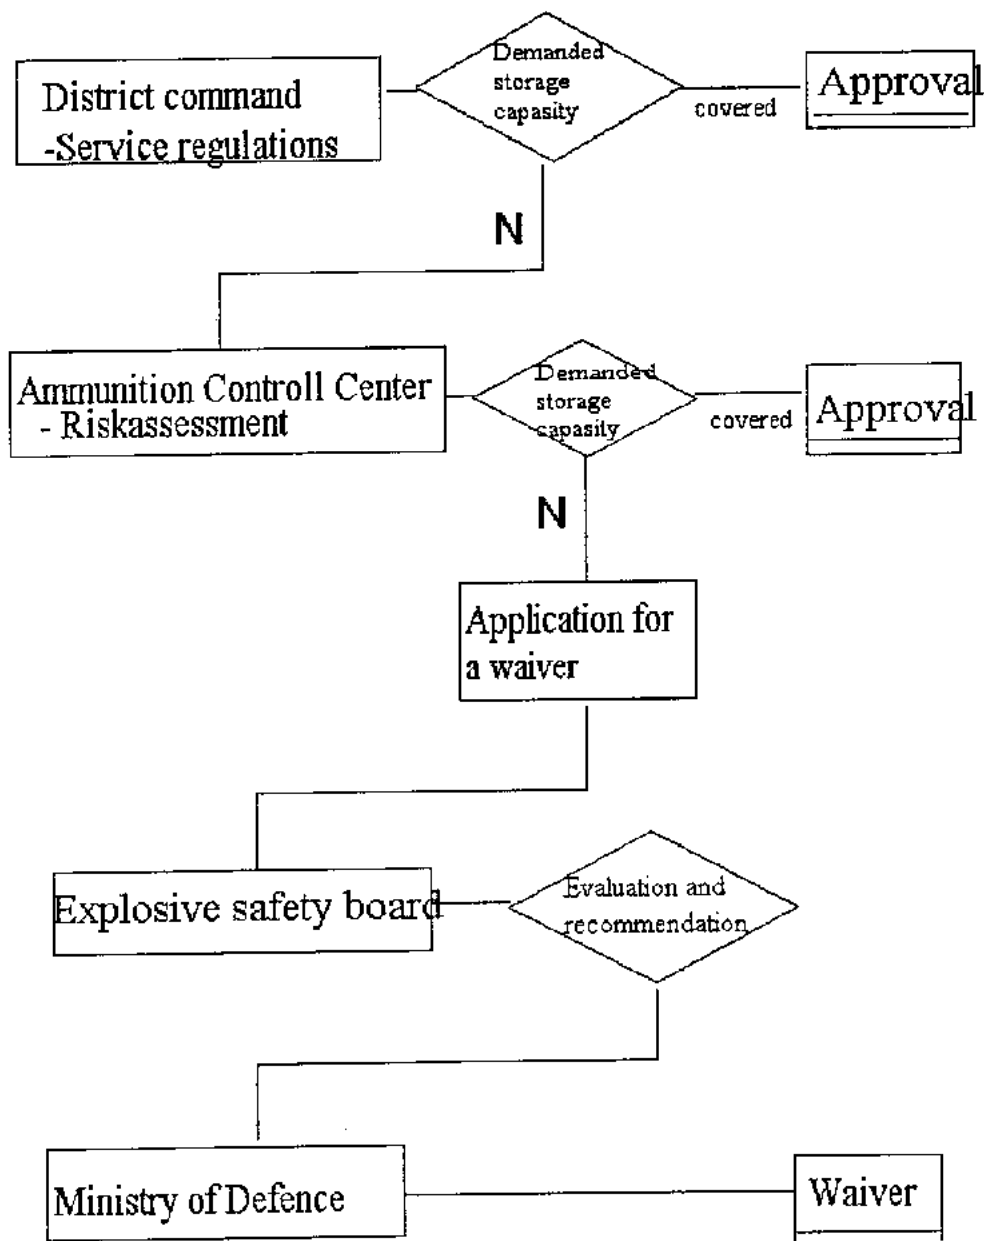 District command
-Service regulations
Demanded
storage
capasity
covered
Approval
N
Ammunition Controll Center
- Riskassessment
Demanded
storage
capasity
covered
Approval
N
Application for
a waiver
Explosive safety board
Evaluation and
recommendation
Ministry of Defence
Waiver